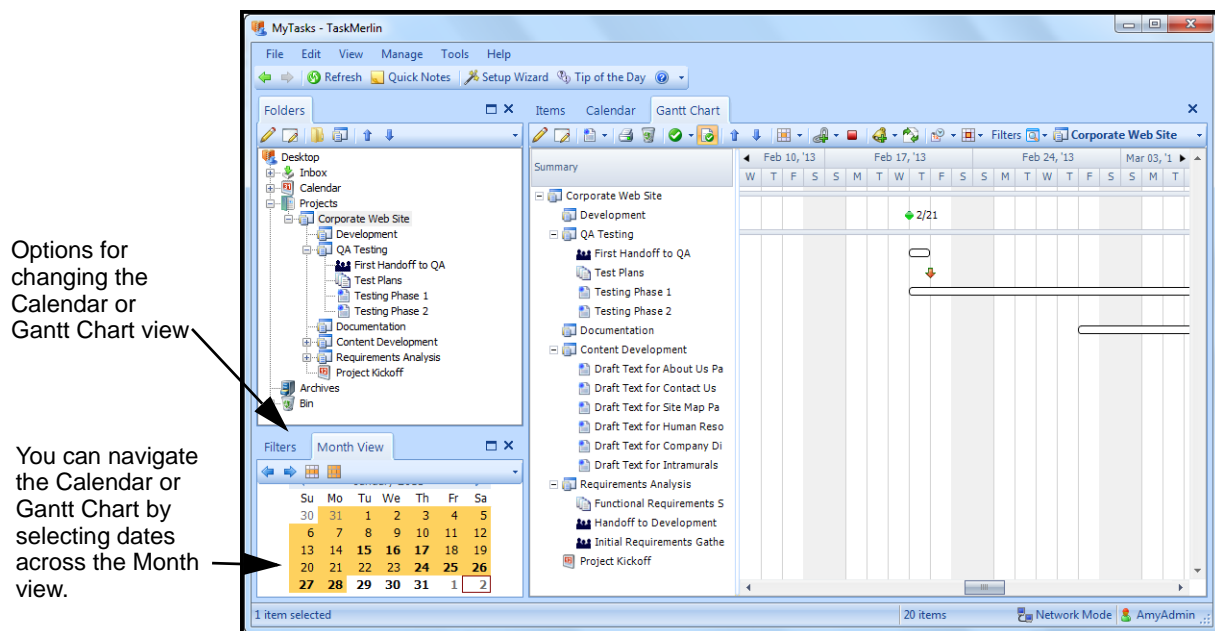 MyTasks - TaskMerlin
File Edit View Manage Tools Help
Refresh Quick Notes Setup Wizard Tip of the Day
Folders
Desktop
Inbox
Calendar
Projects
Corporate Web Site
Development
QA Testing
First Handoff to QA
Test Plans
Testing Phase 1
Testing Phase 2
Documentation
Content Development
Requirements Analysis
Project Kickoff
Archives
Bin
Options for
changing the
Calendar or
Gantt Chart view
Filters Month View
Su Mo Tu We Th Fr Sa
30 31 1 2 3 4 5
6 7 8 9 10 11 12
13 14 15 16 17 18 19
20 21 22 23 24 25 26
27 28 29 30 31 1 2
You can navigate
the Calendar or
Gantt Chart by
selecting dates
across the Month
view.
Items Calendar Gantt Chart
Filters Corporate Web Site
Summary
Feb 10, '13 Feb 17, '13 Feb 24, '13 Mar 03, '1
W T F S S M T W T F S S M T W T F S S M T
Corporate Web Site
Development
2/21
QA Testing
First Handoff to QA
Test Plans
Testing Phase 1
Testing Phase 2
Documentation
Content Development
Draft Text for About Us Pa
Draft Text for Contact Us
Draft Text for Site Map Pa
Draft Text for Human Reso
Draft Text for Company Di
Draft Text for Intramurals
Requirements Analysis
Functional Requirements S
Handoff to Development
Initial Requirements Gathe
Project Kickoff
1 item selected
20 items Network Mode AmyAdmin